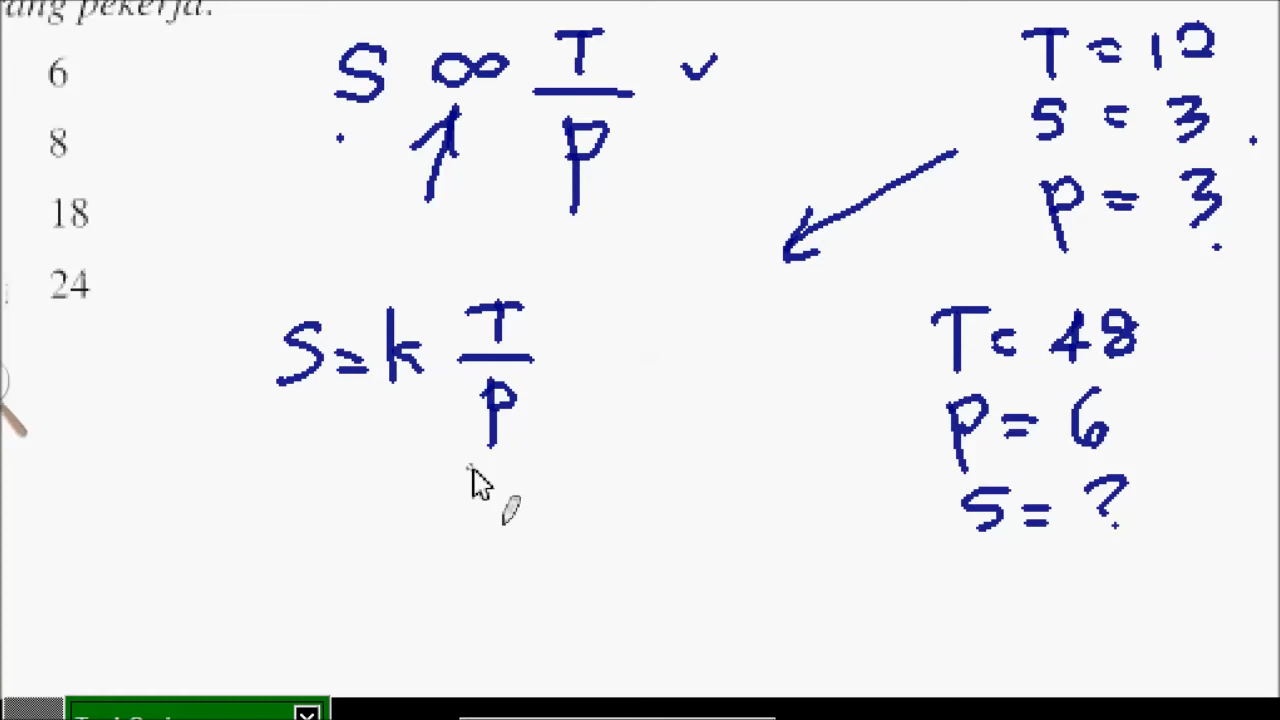 ang pekerja.
6
8
18
24
S ∞ T/P ✓
T = 12
S = 3
P = 3
S = k T/P
T = 48
P = 6
S = ?